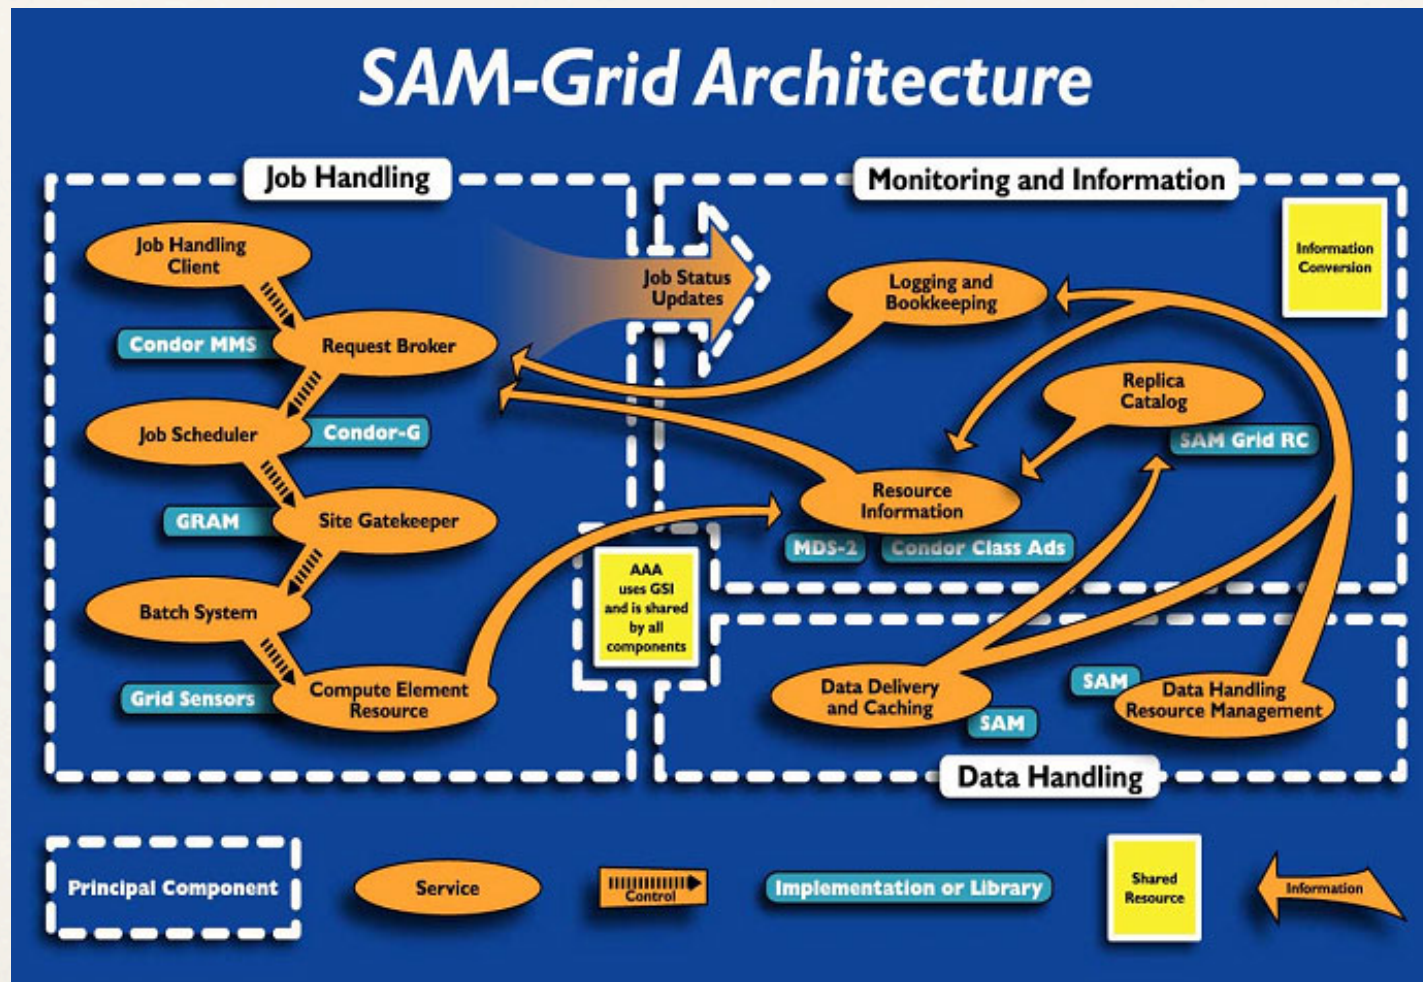 SAM-Grid Architecture
Job Handling
Job Handling
Client
Condor MMS
Request Broker
Job Scheduler
Condor-G
GRAM
Site Gatekeeper
Batch System
Grid Sensors
Compute Element
Resource
Job Status
Updates
Monitoring and Information
Information
Conversion
Logging and
Bookkeeping
Replica
Catalog
SAM Grid RC
Resource
Information
MDS-2
Condor Class Ads
AAA
uses GSI
and is shared
by all
components
Data Delivery
and Caching
SAM
SAM
Data Handling
Resource Management
Data Handling
Principal Component
Service
Control
Implementation or Library
Shared
Resource
Information